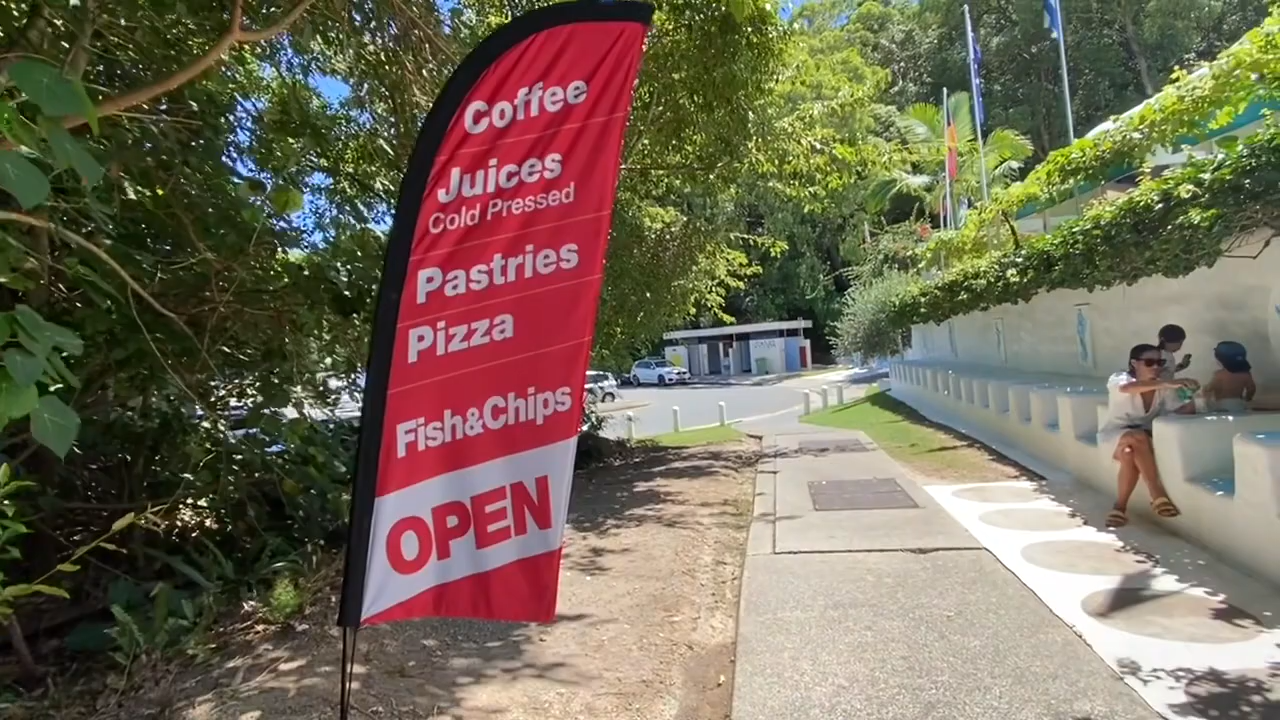 Coffee
Juices
Cold Pressed
Pastries
Pizza
Fish&Chips
OPEN